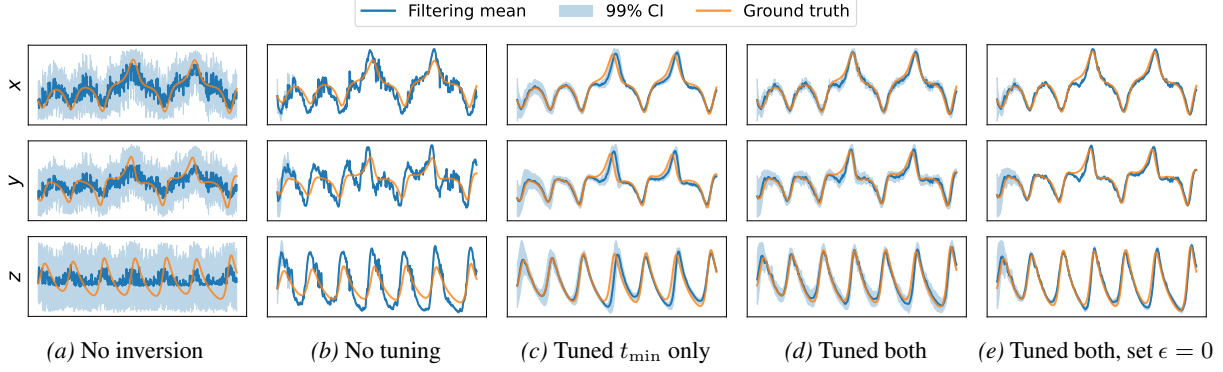 Filtering mean 99% CI Ground truth
x
y
z
(a) No inversion (b) No tuning (c) Tuned t_min only (d) Tuned both (e) Tuned both, set ϵ = 0